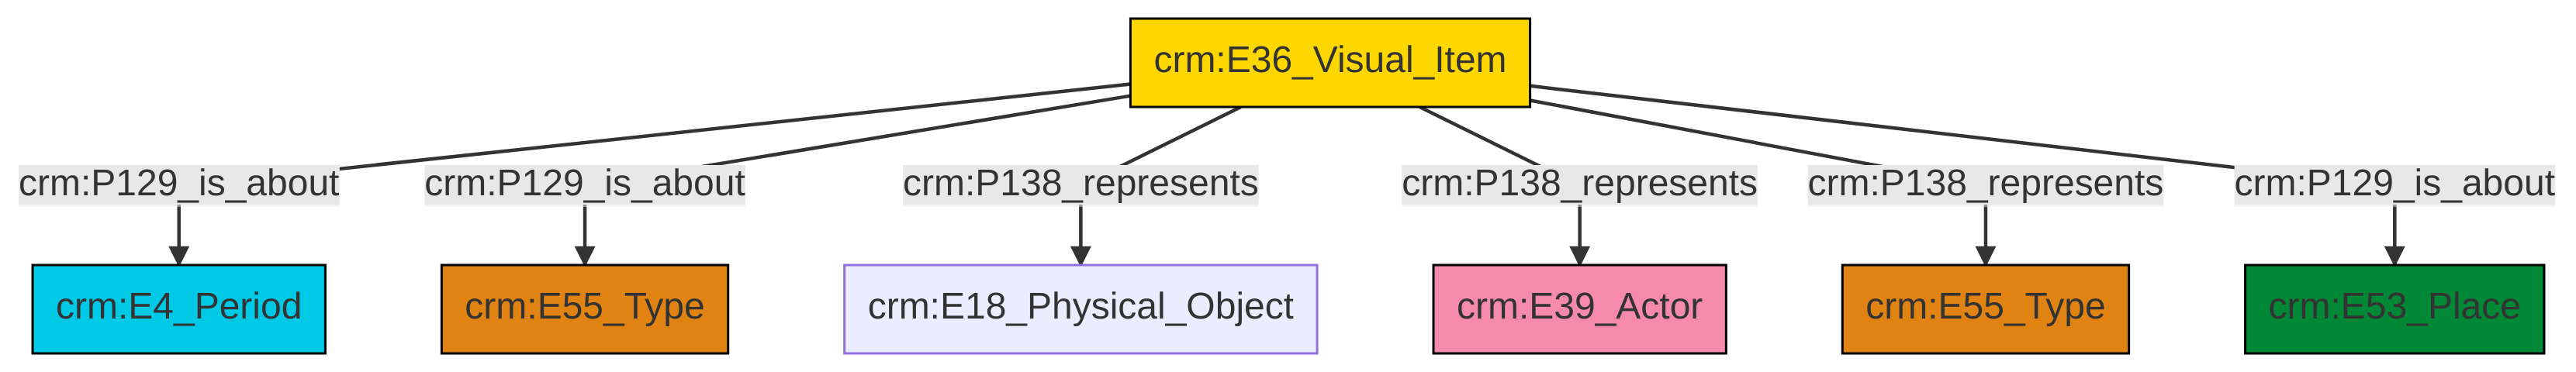 crm:E36_Visual_Item
crm:P129_is_about
crm:P129_is_about
crm:P138_represents
crm:P138_represents
crm:P138_represents
crm:P129_is_about
crm:E4_Period
crm:E55_Type
crm:E18_Physical_Object
crm:E39_Actor
crm:E55_Type
crm:E53_Place